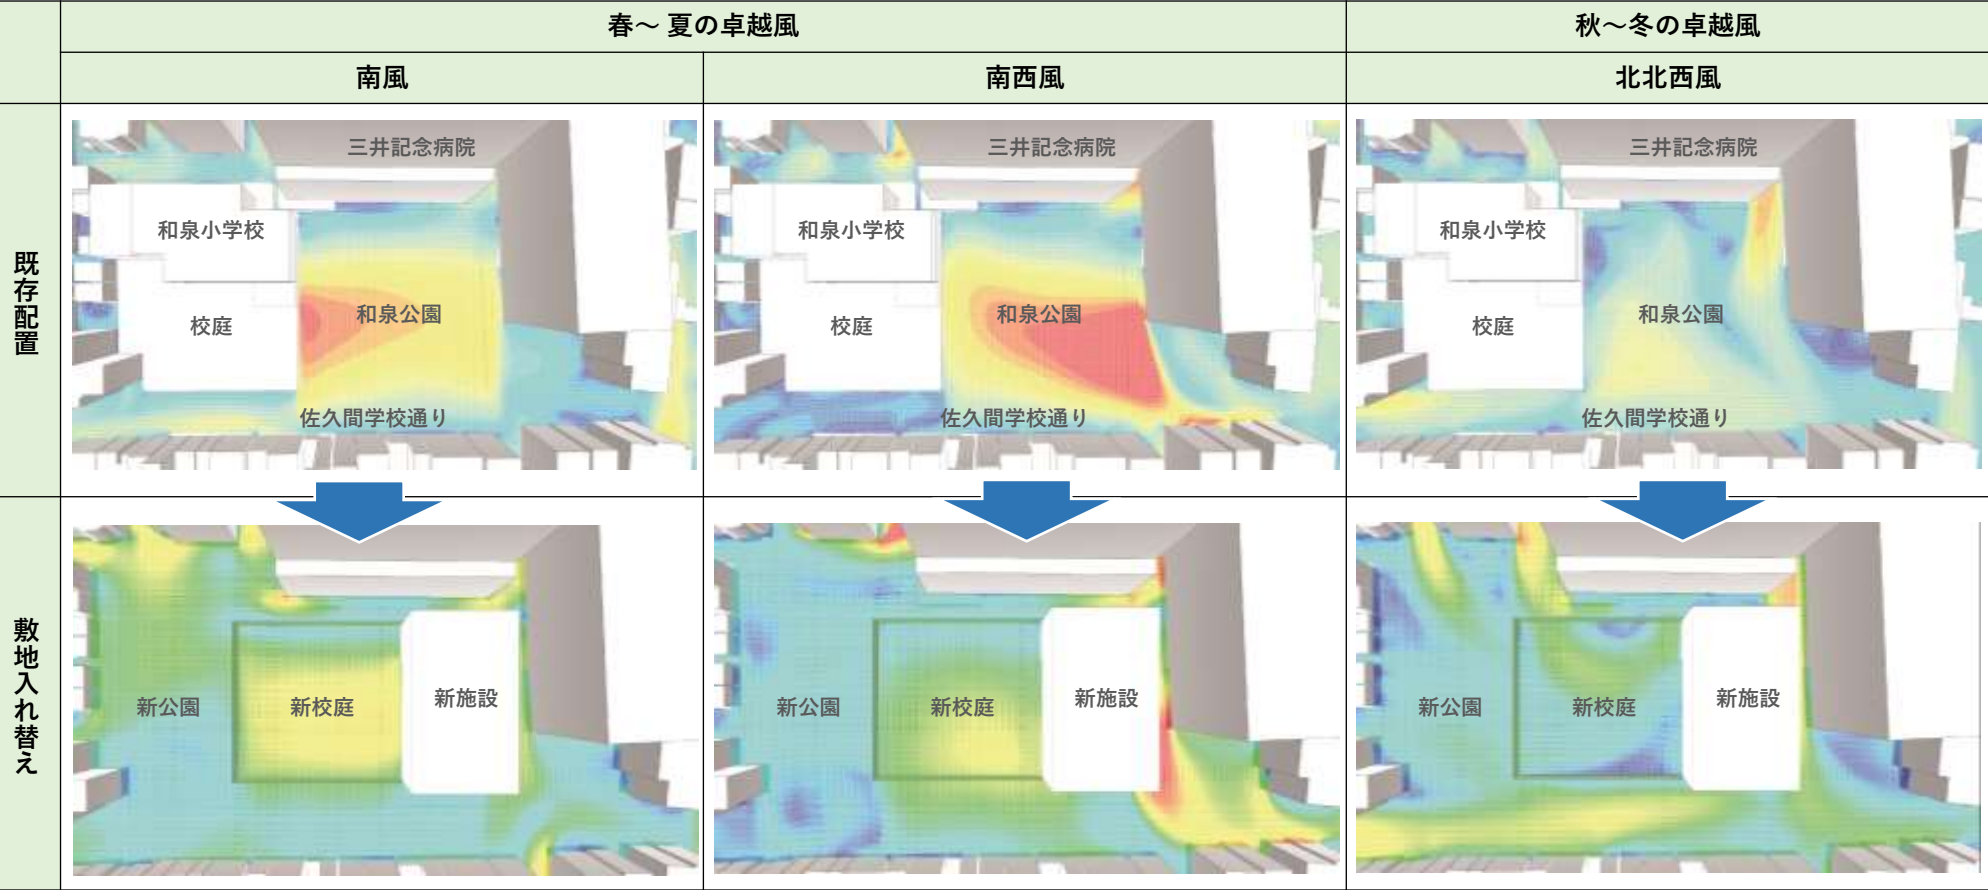 春～ 夏の卓越風
秋～冬の卓越風
南風
南西風
北北西風
既存配置
三井記念病院
和泉小学校
校庭
和泉公園
佐久間学校通り
三井記念病院
和泉小学校
校庭
和泉公園
佐久間学校通り
三井記念病院
和泉小学校
校庭
和泉公園
佐久間学校通り
敷地入れ替え
新公園
新校庭
新施設
新公園
新校庭
新施設
新公園
新校庭
新施設